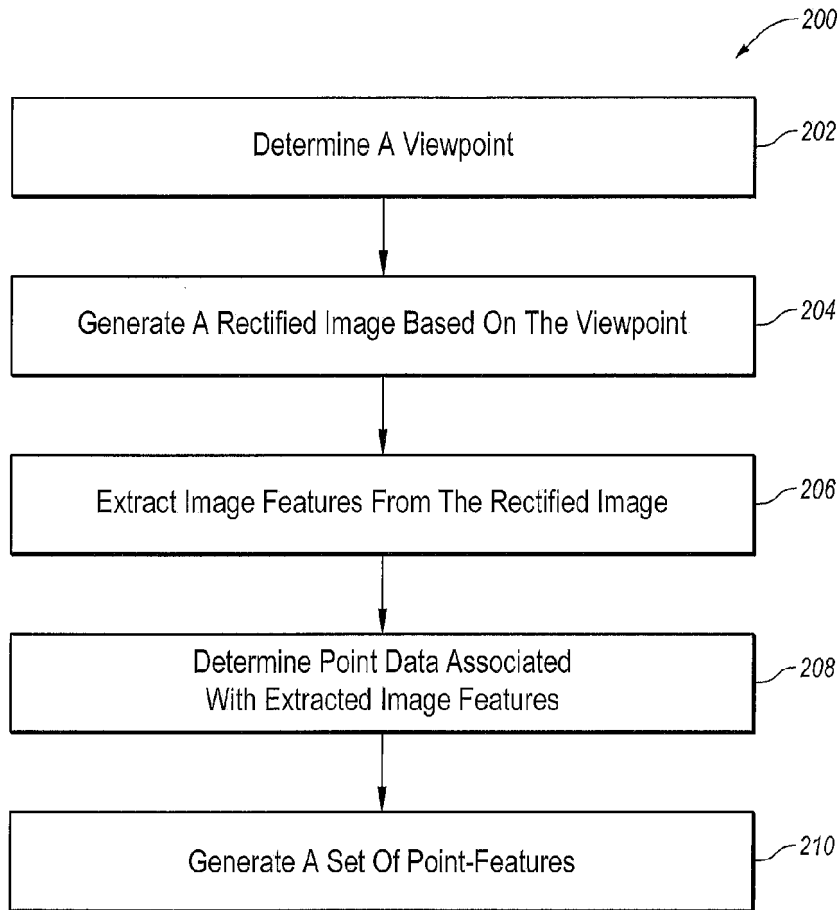 200
Determine A Viewpoint
202
Generate A Rectified Image Based On The Viewpoint
204
Extract Image Features From The Rectified Image
206
Determine Point Data Associated
With Extracted Image Features
208
Generate A Set Of Point-Features
210